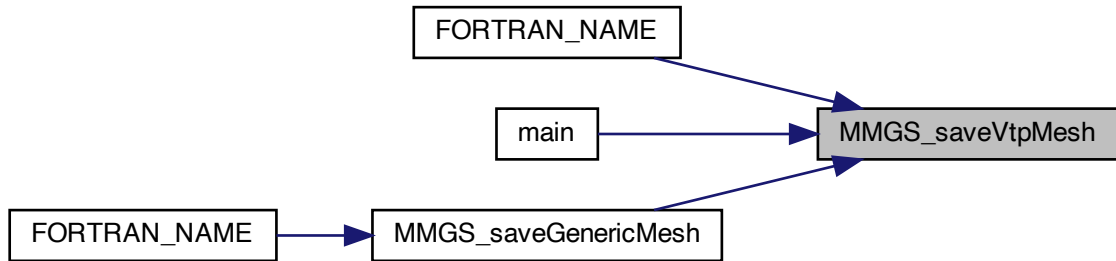 FORTRAN_NAME
main
MMGS_saveVtpMesh
FORTRAN_NAME
MMGS_saveGenericMesh